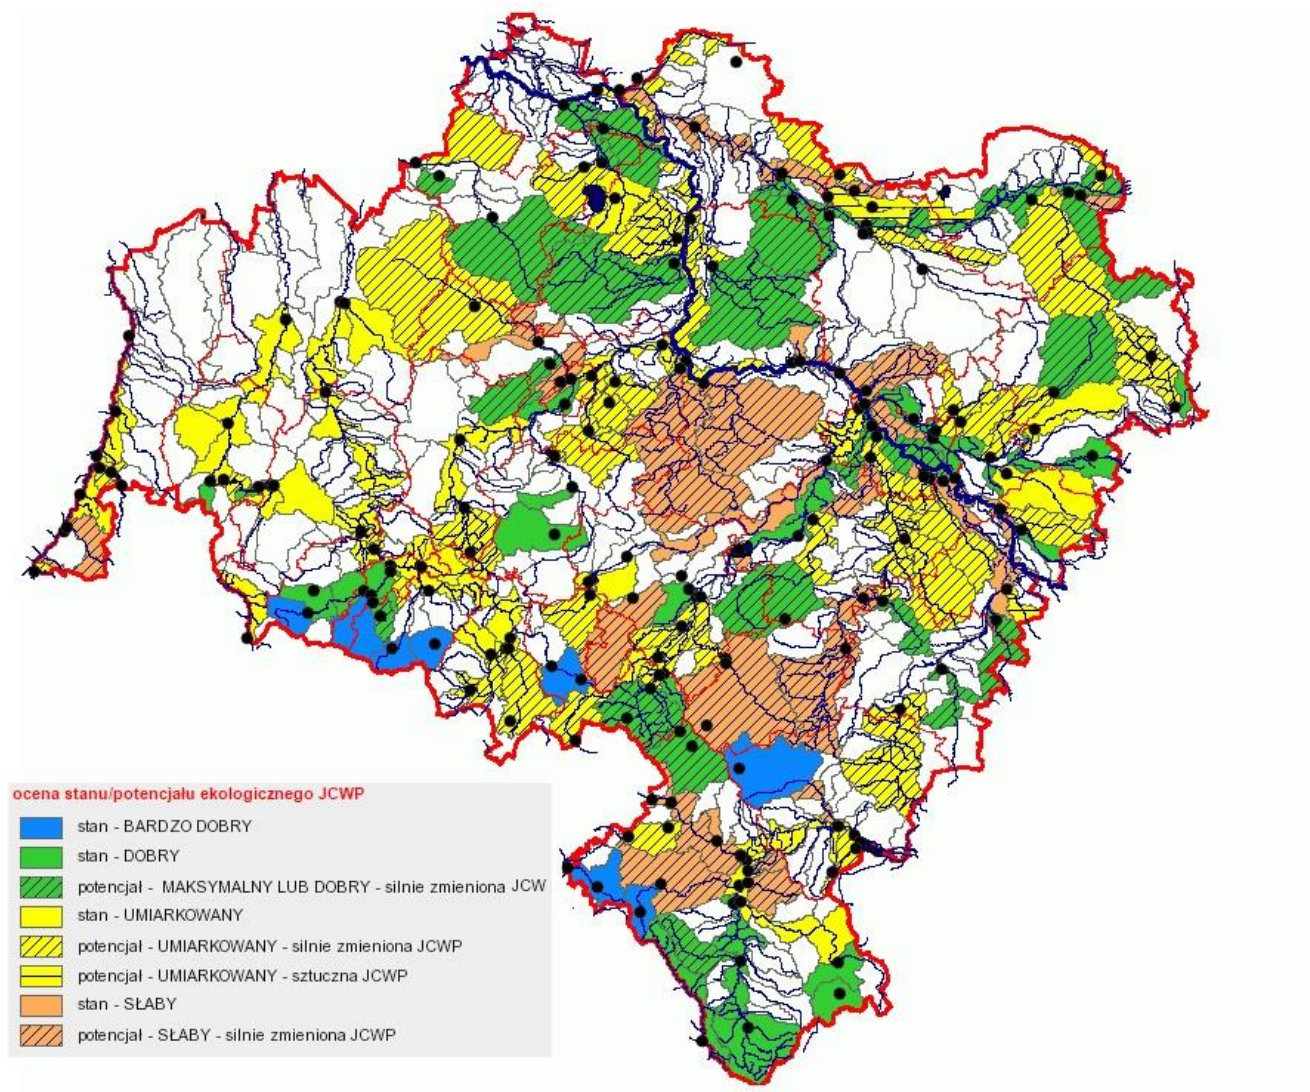 ocena stanu/potencjału ekologicznego JCWP
stan - BARDZO DOBRY
stan - DOBRY
potencjał - MAKSYMALNY LUB DOBRY - silnie zmieniona JCW
stan - UMIARKOWANY
potencjał - UMIARKOWANY - silnie zmieniona JCWP
potencjał - UMIARKOWANY - sztuczna JCWP
stan - SŁABY
potencjał - SŁABY - silnie zmieniona JCWP